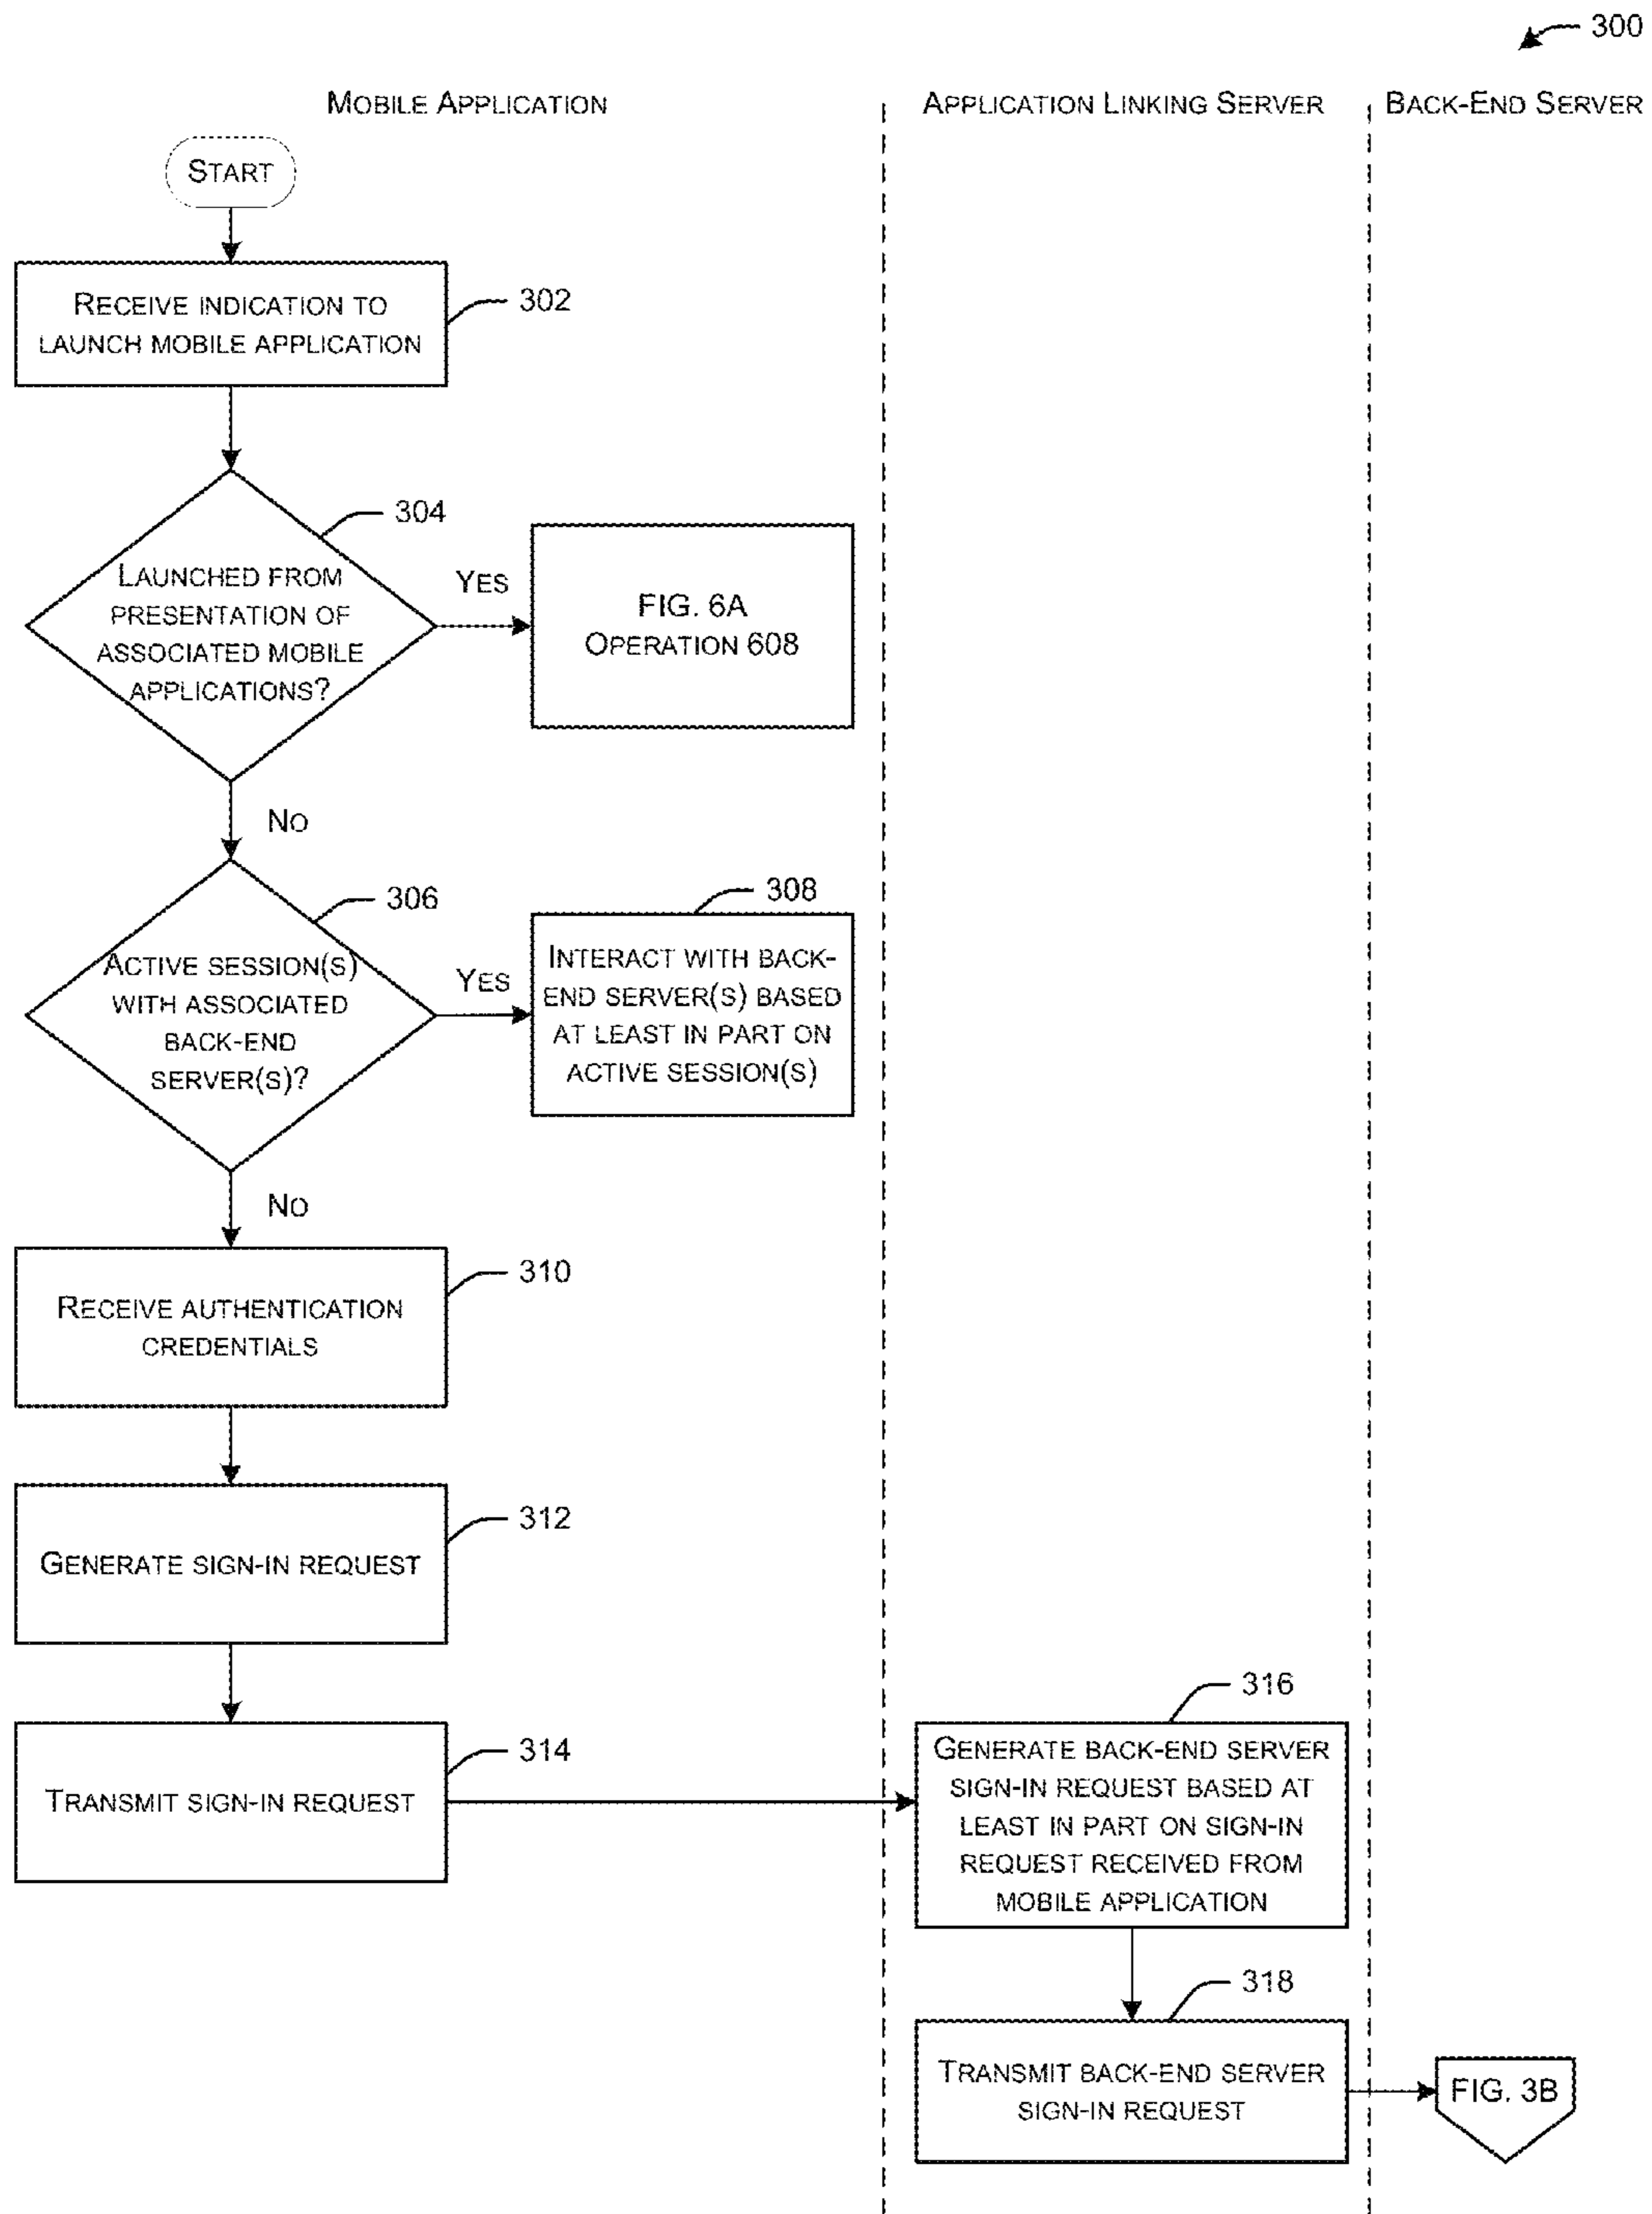 300
MOBILE APPLICATION
APPLICATION LINKING SERVER
BACK-END SERVER
START
RECEIVE INDICATION TO
LAUNCH MOBILE APPLICATION
302
304
LAUNCHED FROM
PRESENTATION OF
ASSOCIATED MOBILE
APPLICATIONS?
YES
FIG. 6A
OPERATION 608
NO
306
ACTIVE SESSION(S)
WITH ASSOCIATED
BACK-END
SERVER(S)?
YES
308
INTERACT WITH BACK-
END SERVER(S) BASED
AT LEAST IN PART ON
ACTIVE SESSION(S)
NO
310
RECEIVE AUTHENTICATION
CREDENTIALS
312
GENERATE SIGN-IN REQUEST
314
TRANSMIT SIGN-IN REQUEST
316
GENERATE BACK-END SERVER
SIGN-IN REQUEST BASED AT
LEAST IN PART ON SIGN-IN
REQUEST RECEIVED FROM
MOBILE APPLICATION
318
TRANSMIT BACK-END SERVER
SIGN-IN REQUEST
FIG. 3B